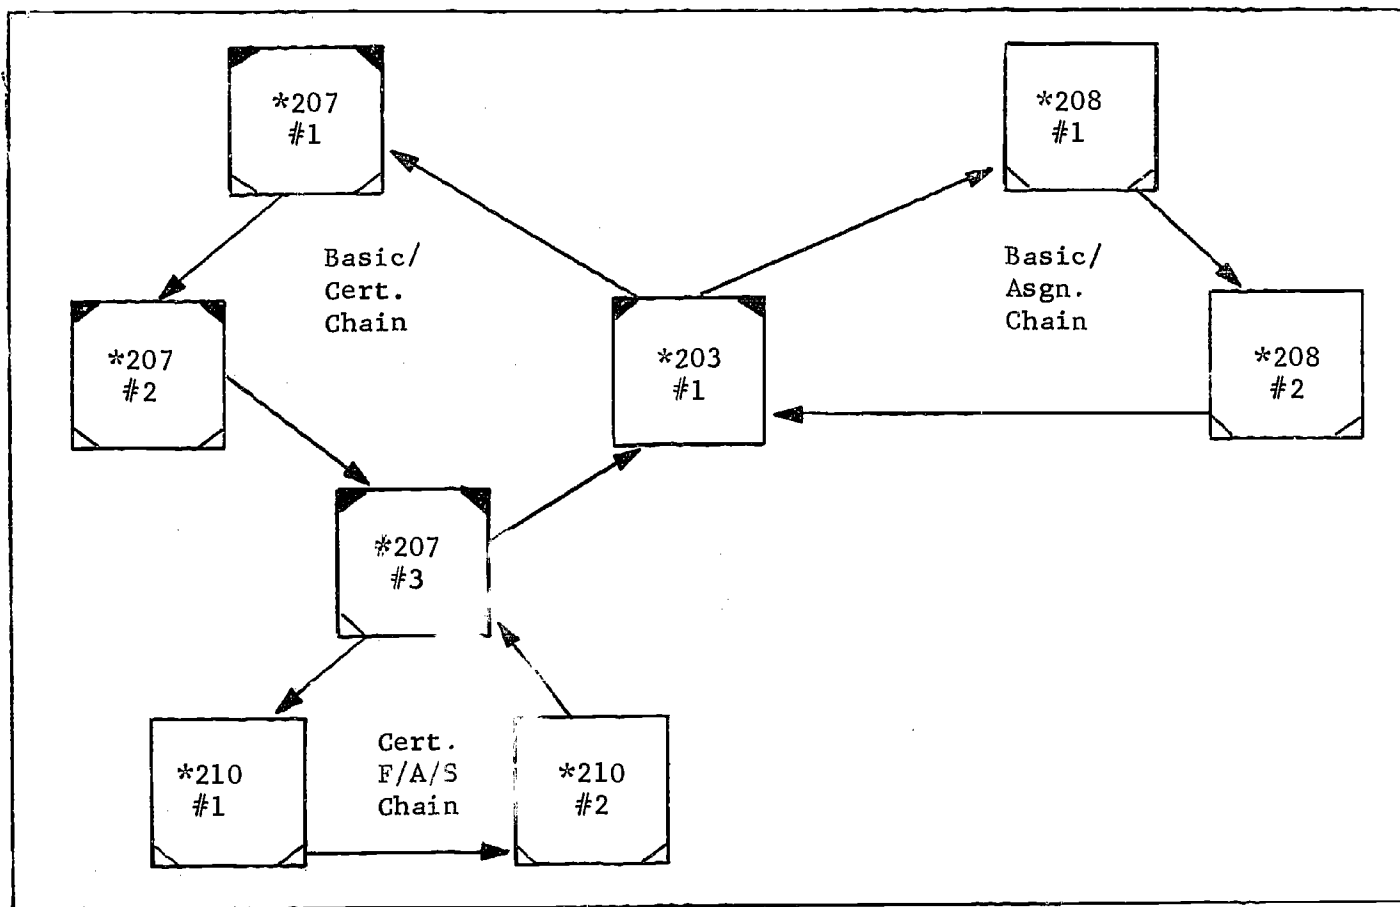 *207
#1
*208
#1
Basic/
Cert.
Chain
Basic/
Asgn.
Chain
*207
#2
*203
#1
*208
#2
*207
#3
*210
#1
Cert.
F/A/S
Chain
*210
#2